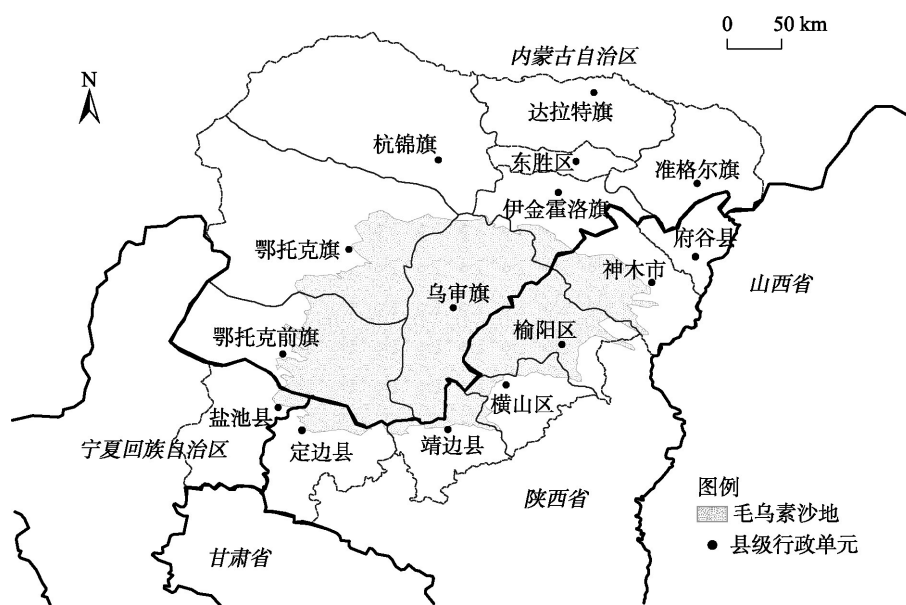 0 50 km
内蒙古自治区
N
达拉特旗
杭锦旗
东胜区
准格尔旗
伊金霍洛旗
府谷县
鄂托克旗
神木市
山西省
乌审旗
鄂托克前旗
榆阳区
横山区
盐池县
宁夏回族自治区
定边县
靖边县
图例
陕西省
毛乌素沙地
县级行政单元
甘肃省